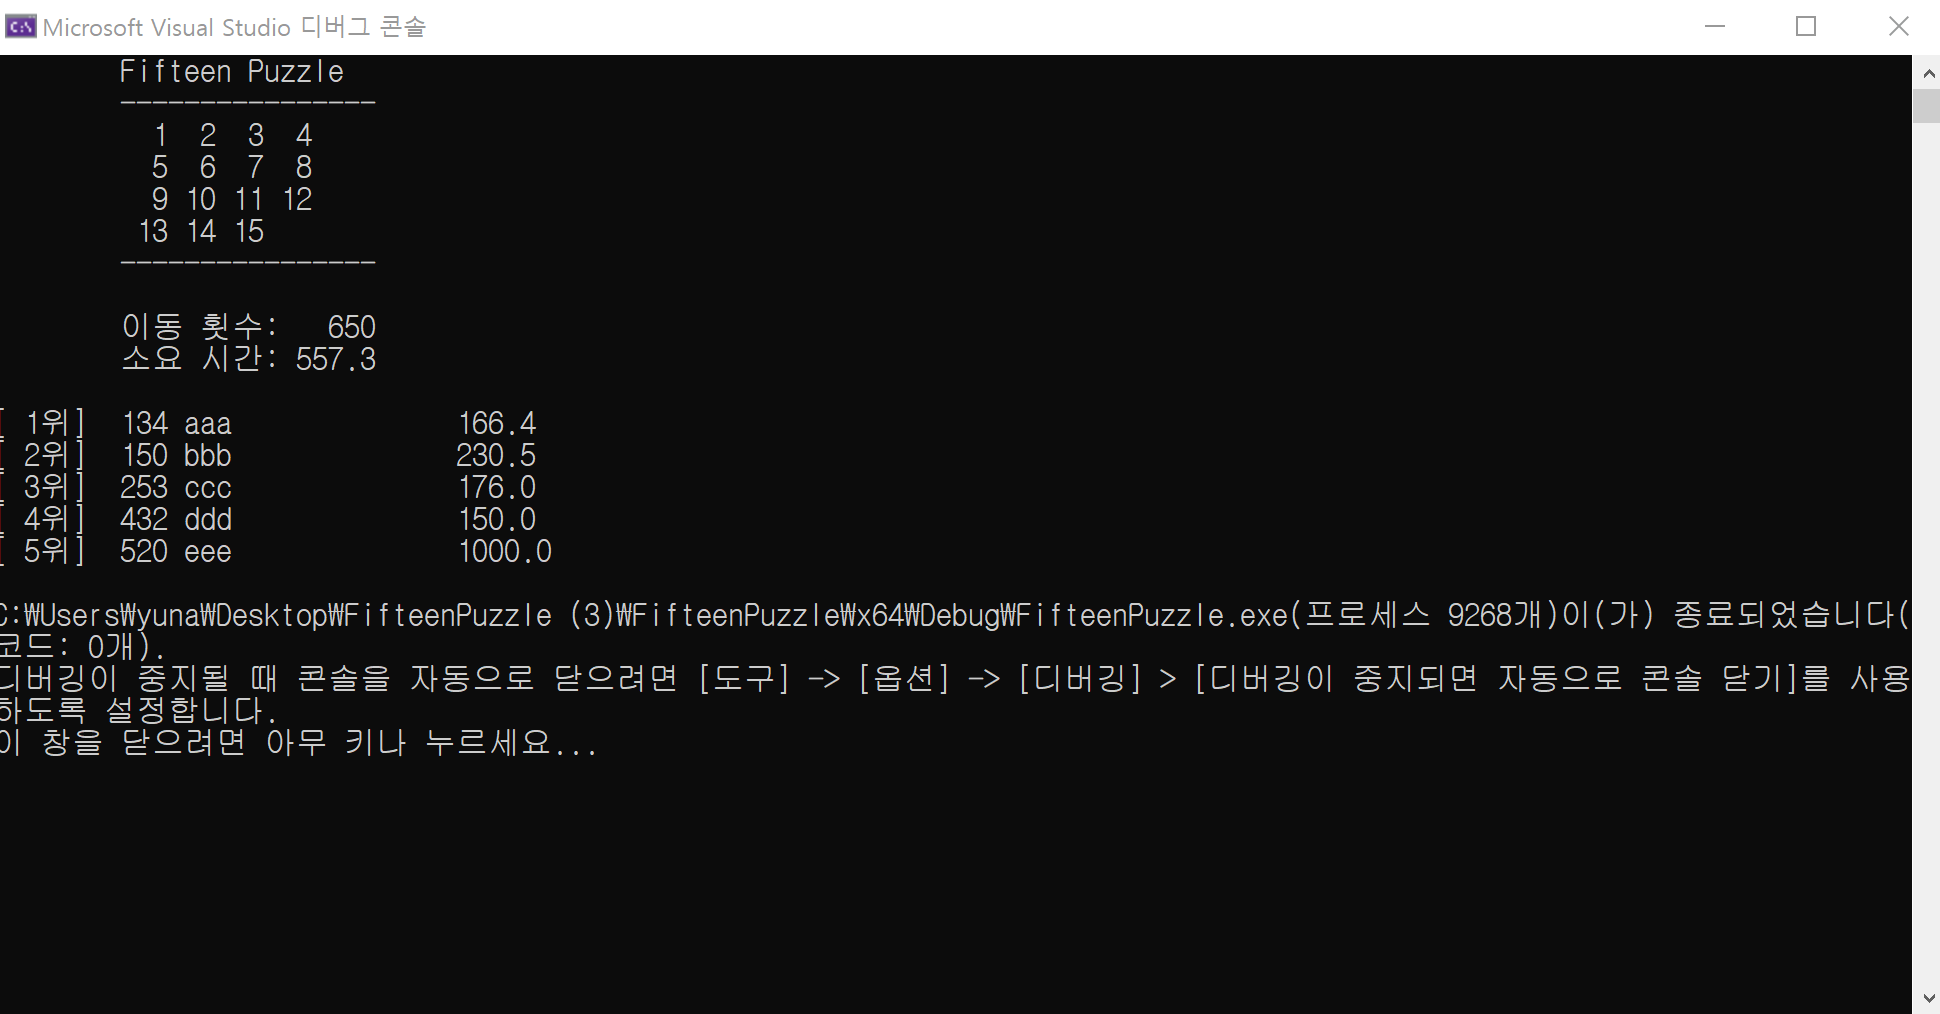 Microsoft Visual Studio 디버그 콘솔
Fifteen Puzzle
----------------
1 2 3 4
5 6 7 8
9 10 11 12
13 14 15
----------------
이동 횟수: 650
소요 시간: 557.3
[ 1위] 134 aaa 166.4
[ 2위] 150 bbb 230.5
[ 3위] 253 ccc 176.0
[ 4위] 432 ddd 150.0
[ 5위] 520 eee 1000.0
C:₩Users₩yuna₩Desktop₩FifteenPuzzle (3)₩FifteenPuzzle₩x64₩Debug₩FifteenPuzzle.exe(프로세스 9268개)이(가) 종료되었습니다(
코드: 0개).
디버깅이 중지될 때 콘솔을 자동으로 닫으려면 [도구] -> [옵션] -> [디버깅] > [디버깅이 중지되면 자동으로 콘솔 닫기]를 사용
하도록 설정합니다.
이 창을 닫으려면 아무 키나 누르세요...